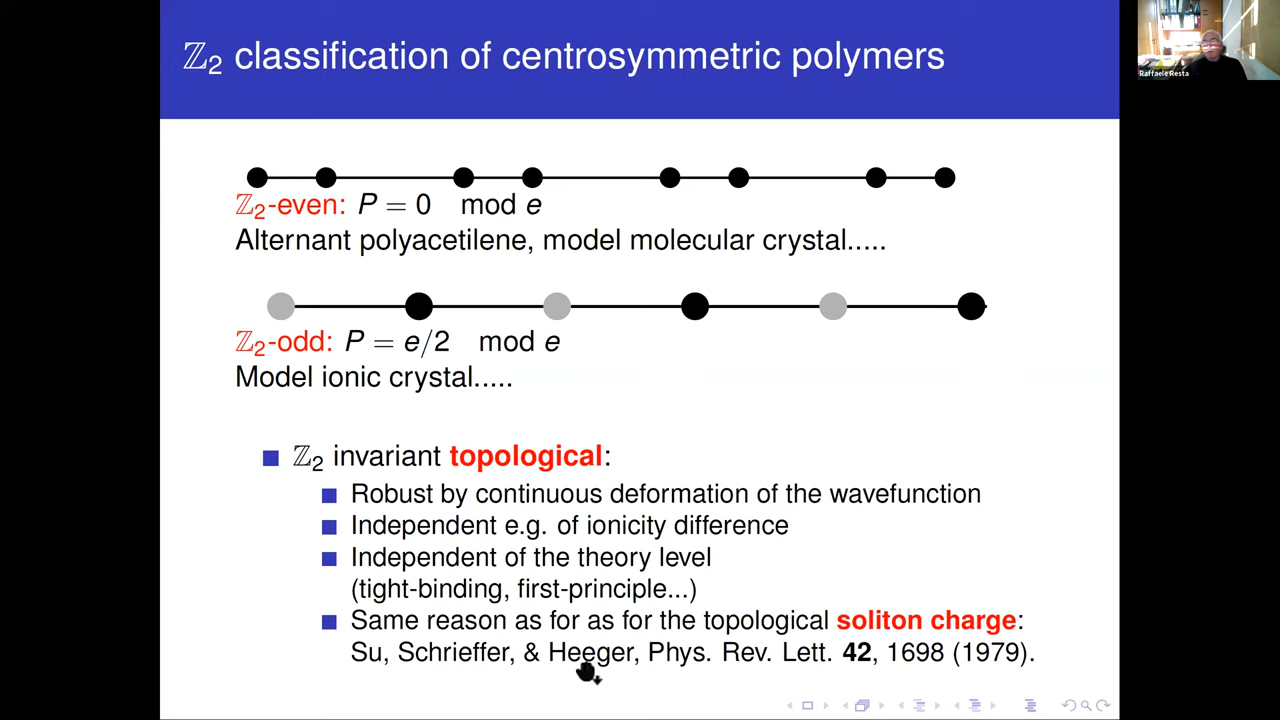 ℤ₂ classification of centrosymmetric polymers
Raffaele Resta
ℤ₂-even: P = 0 mod e
Alternant polyacetilene, model molecular crystal.....
ℤ₂-odd: P = e/2 mod e
Model ionic crystal.....
ℤ₂ invariant topological:
Robust by continuous deformation of the wavefunction
Independent e.g. of ionicity difference
Independent of the theory level
(tight-binding, first-principle...)
Same reason as for as for the topological soliton charge:
Su, Schrieffer, & Heeger, Phys. Rev. Lett. 42, 1698 (1979).